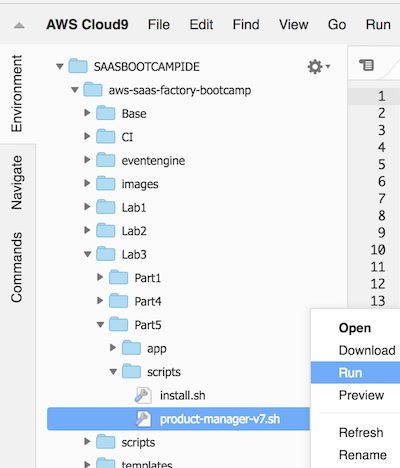 AWS Cloud9 File Edit Find View Go Run
Environment
Navigate
Commands
SAASBOOTCAMPIDE
aws-saas-factory-bootcamp
Base
CI
eventengine
images
Lab1
Lab2
Lab3
Part1
Part4
Part5
app
scripts
install.sh
product-manager-v7.sh
scripts
templates
1
2
3
4
5
6
7
8
9
10
11
12
13
Open
Download
Run
Preview
Refresh
Rename